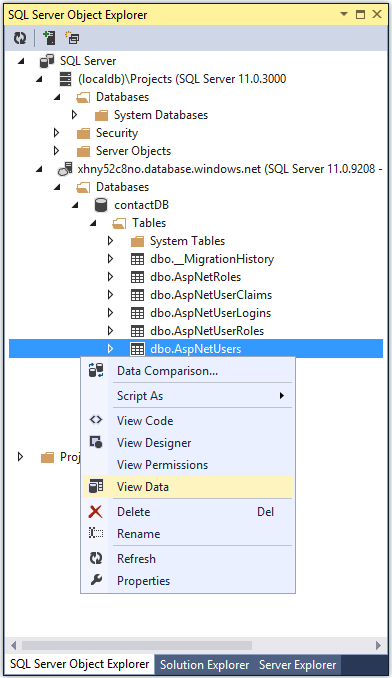 SQL Server Object Explorer
SQL Server
(localdb)\Projects (SQL Server 11.0.3000
Databases
System Databases
Security
Server Objects
xhny52c8no.database.windows.net (SQL Server 11.0.9208 -
Databases
contactDB
Tables
System Tables
dbo.__MigrationHistory
dbo.AspNetRoles
dbo.AspNetUserClaims
dbo.AspNetUserLogins
dbo.AspNetUserRoles
dbo.AspNetUsers
Data Comparison...
Script As
View Code
View Designer
View Permissions
Proj
View Data
Delete Del
Rename
Refresh
Properties
SQL Server Object Explorer Solution Explorer Server Explorer